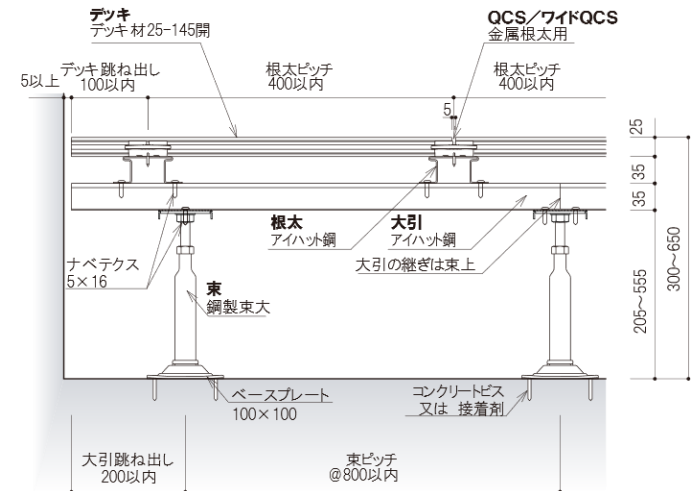 デッキ
デッキ材25-145開
QCS／ワイドQCS
金属根太用
5以上
デッキ跳ね出し
100以内
根太ピッチ
400以内
根太ピッチ
400以内
5
25
35
35
205～555
300～650
根太
アイハット鋼
大引
アイハット鋼
大引の継ぎは束上
ナベテクス
5×16
束
鋼製束大
ベースプレート
100×100
コンクリートビス
又は 接着剤
大引跳ね出し
200以内
束ピッチ
@800以内